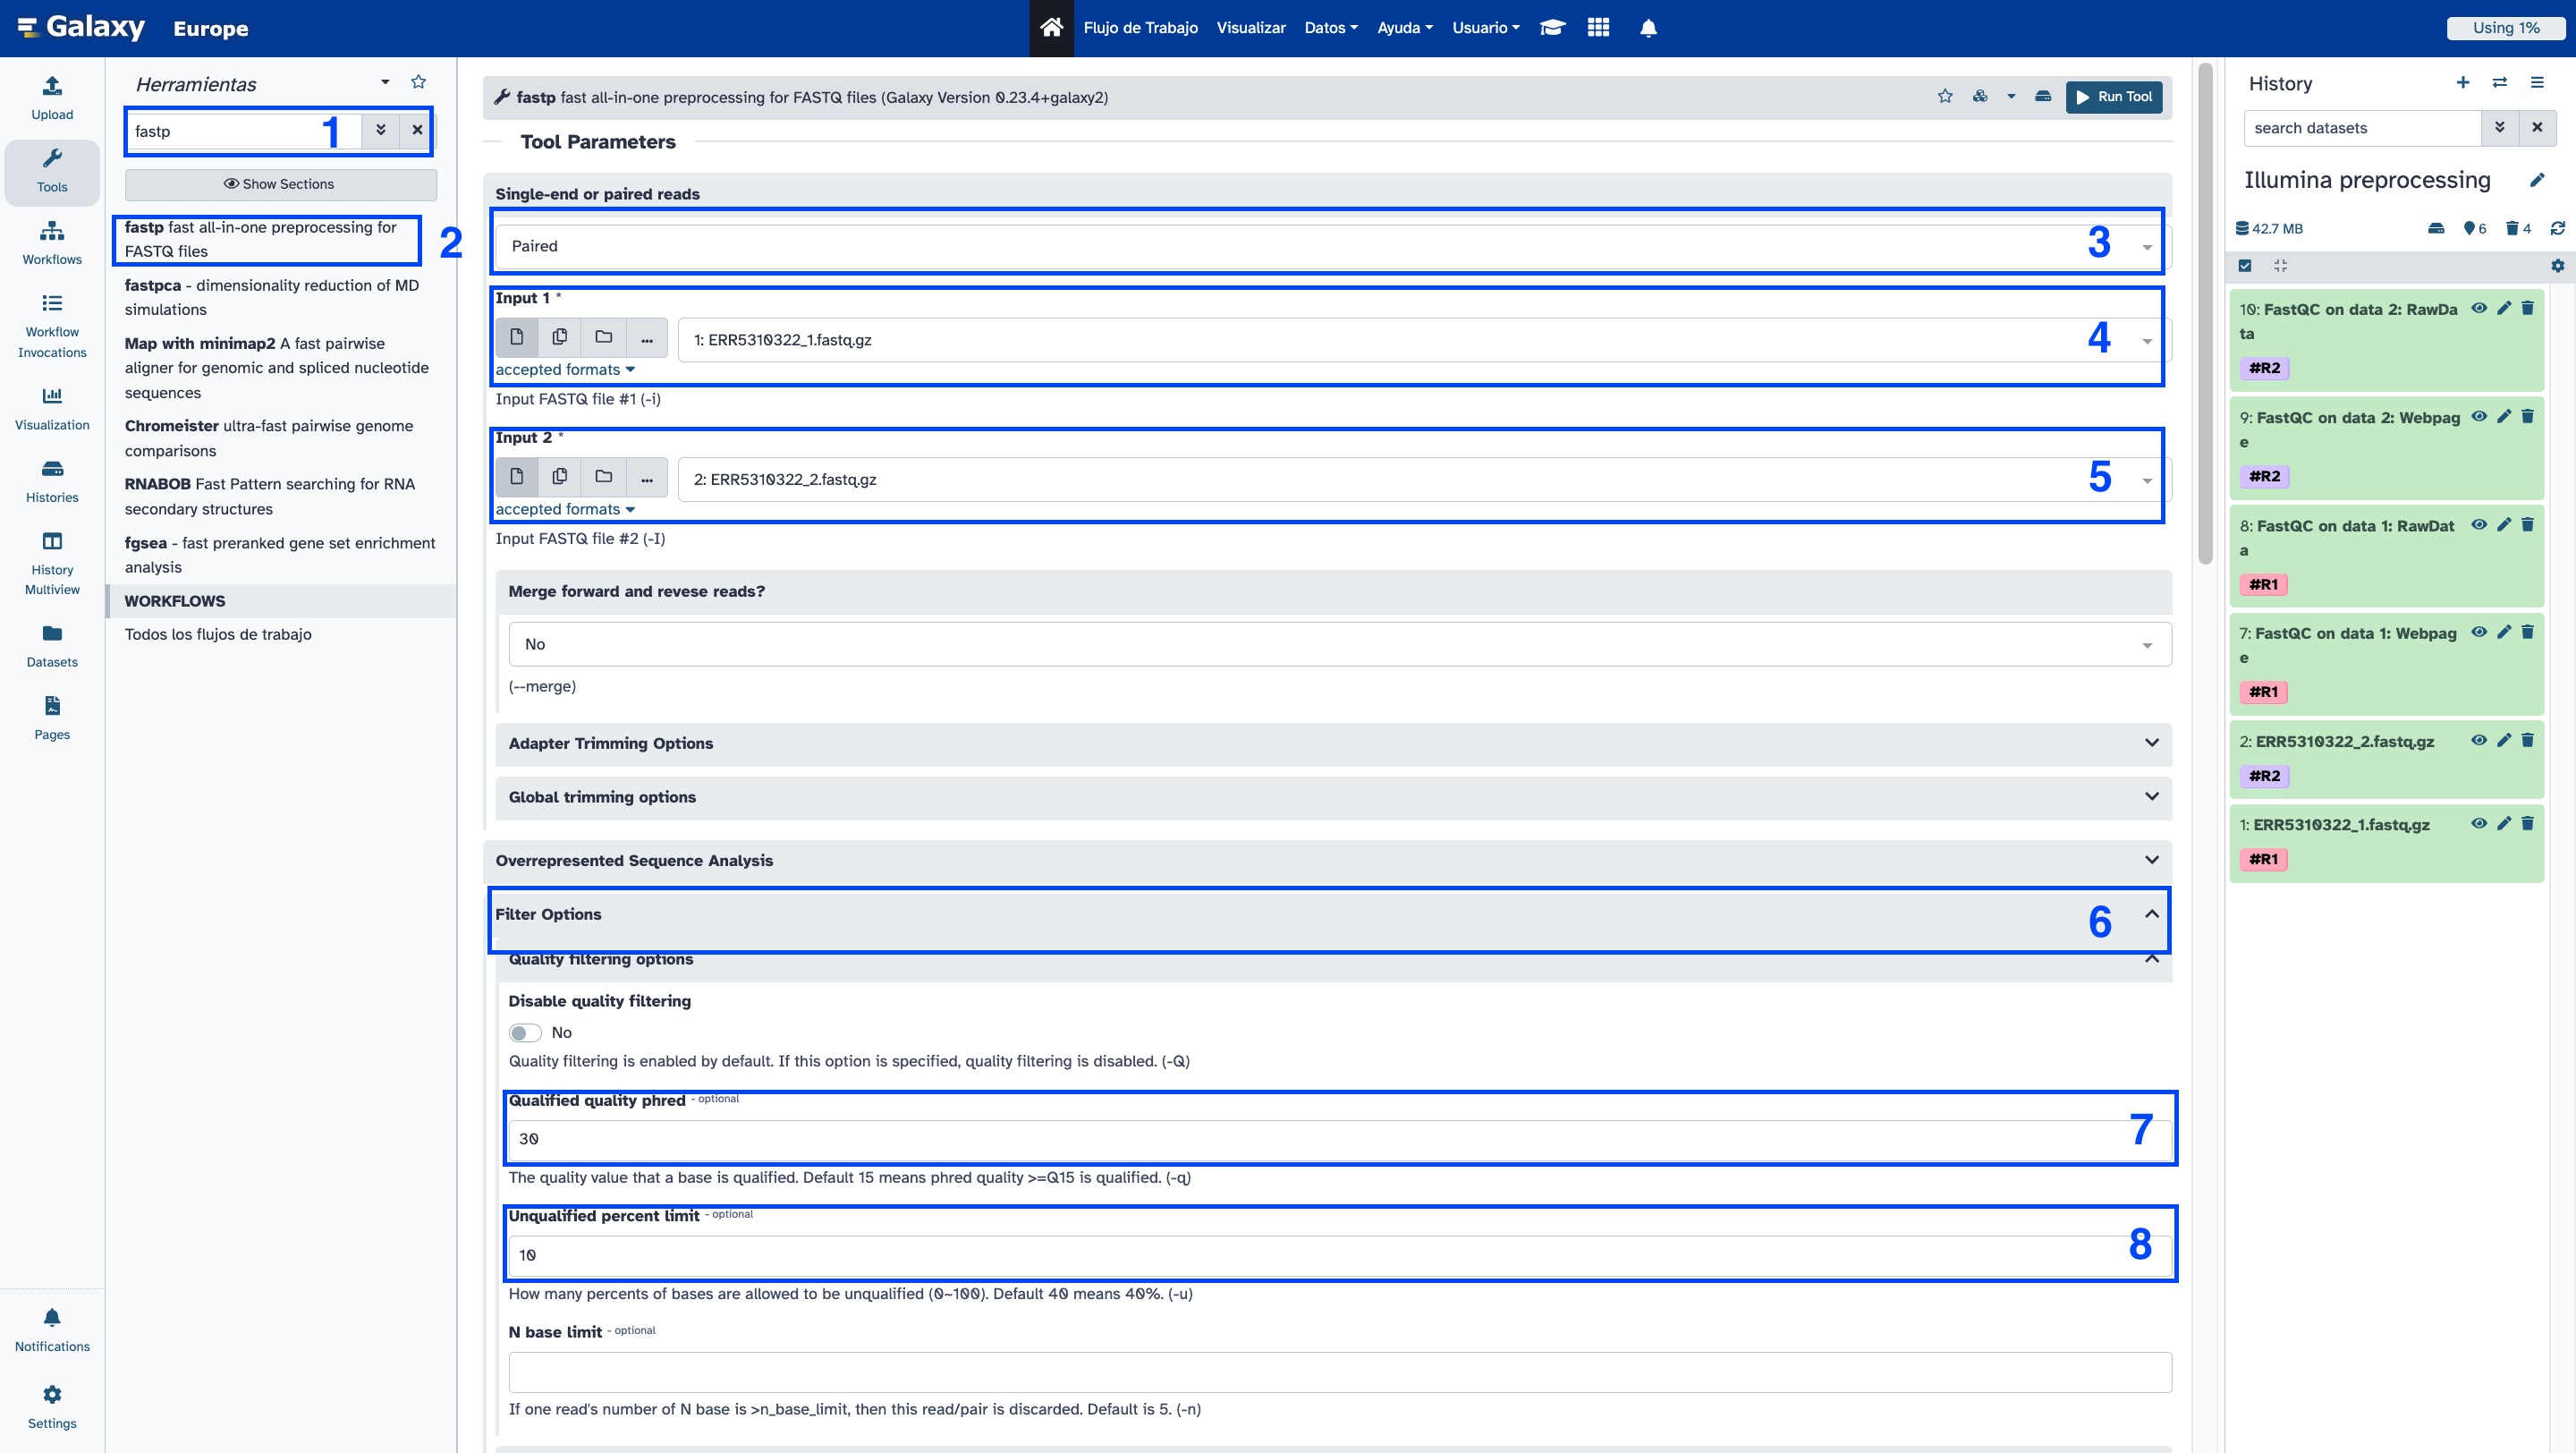 Galaxy Europe
Flujo de Trabajo Visualizar Datos Ayuda Usuario
Using 1%
Upload
Tools
Workflows
Workflow
Invocations
Visualization
Histories
History
Multiview
Datasets
Pages
Notifications
Settings
Herramientas
fastp
1
Show Sections
fastp fast all-in-one preprocessing for
FASTQ files
2
fastpca - dimensionality reduction of MD
simulations
Map with minimap2 A fast pairwise
aligner for genomic and spliced nucleotide
sequences
Chromeister ultra-fast pairwise genome
comparisons
RNABOB Fast Pattern searching for RNA
secondary structures
fgsea - fast preranked gene set enrichment
analysis
WORKFLOWS
Todos los flujos de trabajo
fastp fast all-in-one preprocessing for FASTQ files (Galaxy Version 0.23.4+galaxy2)
Run Tool
Tool Parameters
Single-end or paired reads
Paired
3
Input 1 *
... 1: ERR5310322_1.fastq.gz
4
accepted formats
Input FASTQ file #1 (-i)
Input 2 *
... 2: ERR5310322_2.fastq.gz
5
accepted formats
Input FASTQ file #2 (-I)
Merge forward and revese reads?
No
(--merge)
Adapter Trimming Options
Global trimming options
Overrepresented Sequence Analysis
Filter Options
6
Quality filtering options
Disable quality filtering
No
Quality filtering is enabled by default. If this option is specified, quality filtering is disabled. (-Q)
Qualified quality phred - optional
30
7
The quality value that a base is qualified. Default 15 means phred quality >=Q15 is qualified. (-q)
Unqualified percent limit - optional
10
8
How many percents of bases are allowed to be unqualified (0~100). Default 40 means 40%. (-u)
N base limit - optional
If one read's number of N base is >n_base_limit, then this read/pair is discarded. Default is 5. (-n)
History
search datasets
Illumina preprocessing
42.7 MB
6
4
10: FastQC on data 2: RawDa
ta
#R2
9: FastQC on data 2: Webpag
e
#R2
8: FastQC on data 1: RawDat
a
#R1
7: FastQC on data 1: Webpag
e
#R1
2: ERR5310322_2.fastq.gz
#R2
1: ERR5310322_1.fastq.gz
#R1